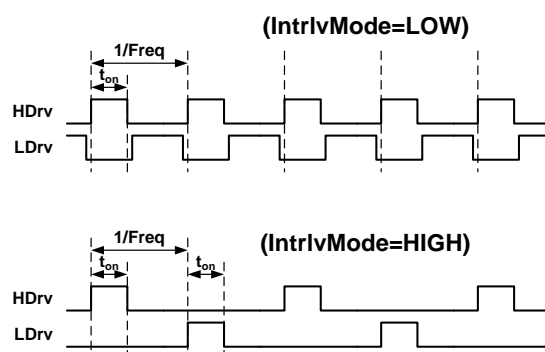 (IntrlvMode=LOW)
1/Freq
ton
HDrv
LDrv
(IntrlvMode=HIGH)
1/Freq
ton ton
HDrv
LDrv